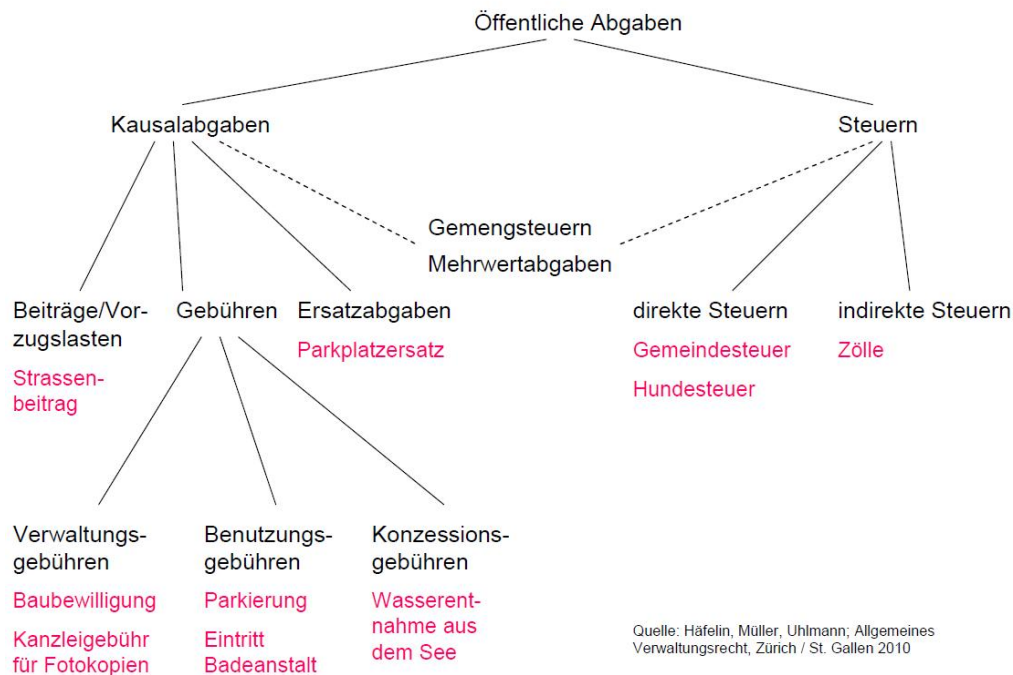 Öffentliche Abgaben
Kausalabgaben
Steuern
Gemengsteuern
Mehrwertabgaben
Beiträge/Vor-
zugslasten
Strassen-
beitrag
Gebühren
Ersatzabgaben
Parkplatzersatz
direkte Steuern
Gemeindesteuer
Hundesteuer
indirekte Steuern
Zölle
Verwaltungs-
gebühren
Baubewilligung
Kanzleigebühr
für Fotokopien
Benutzungs-
gebühren
Parkierung
Eintritt
Badeanstalt
Konzessions-
gebühren
Wasserent-
nahme aus
dem See
Quelle: Häfelin, Müller, Uhlmann; Allgemeines
Verwaltungsrecht, Zürich / St. Gallen 2010